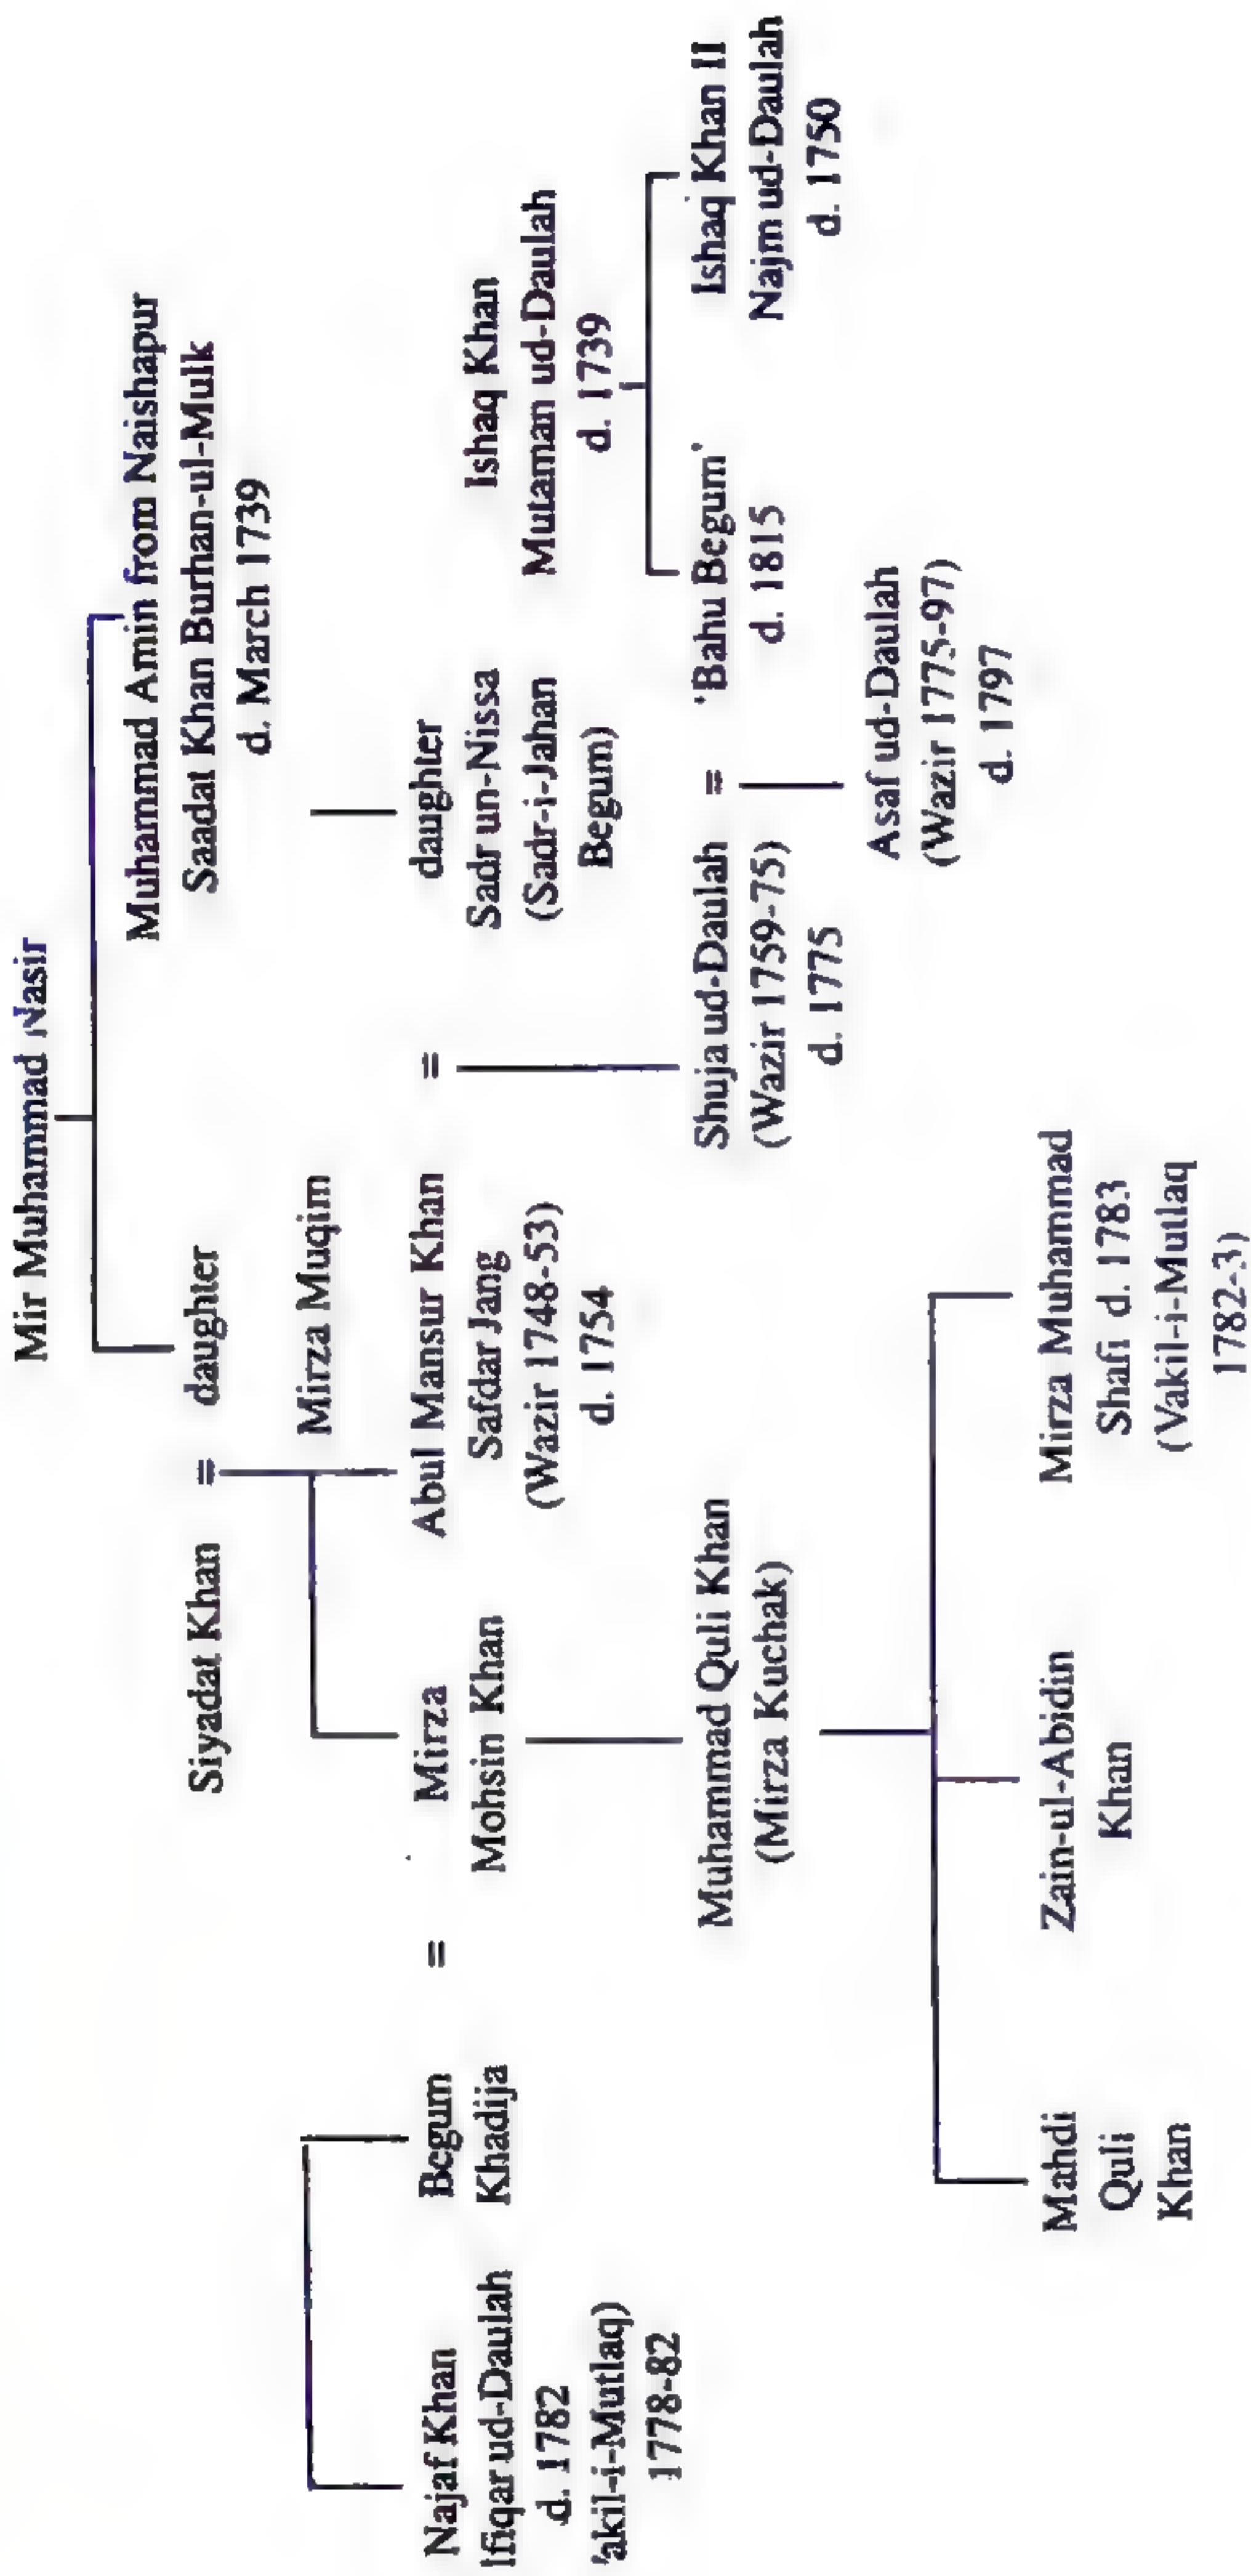 Mir Muhammad Nasir
Muhammad Amin from Naishapur
Saadat Khan Burhan-ul-Mulk
d. March 1739
Siyadat Khan = daughter
Mirza Muqim
Najaf Khan
lfiqar ud-Daulah
d. 1782
'akil-i-Mutlaq)
1778-82
Begum
Khadija
=
Mirza
Mohsin Khan
Abul Mansur Khan
Safdar Jang
(Wazir 1748-53)
d. 1754
=
daughter
Sadr un-Nissa
(Sadr-i-Jahan
Begum)
Ishaq Khan
Mutaman ud-Daulah
d. 1739
Muhammad Quli Khan
(Mirza Kuchak)
Shuja ud-Daulah
(Wazir 1759-75)
d. 1775
=
'Bahu Begum'
d. 1815
Ishaq Khan II
Najm ud-Daulah
d. 1750
Asaf ud-Daulah
(Wazir 1775-97)
d. 1797
Mahdi
Quli
Khan
Zain-ul-Abidin
Khan
Mirza Muhammad
Shafi d. 1783
(Vakil-i-Mutlaq
1782-3)